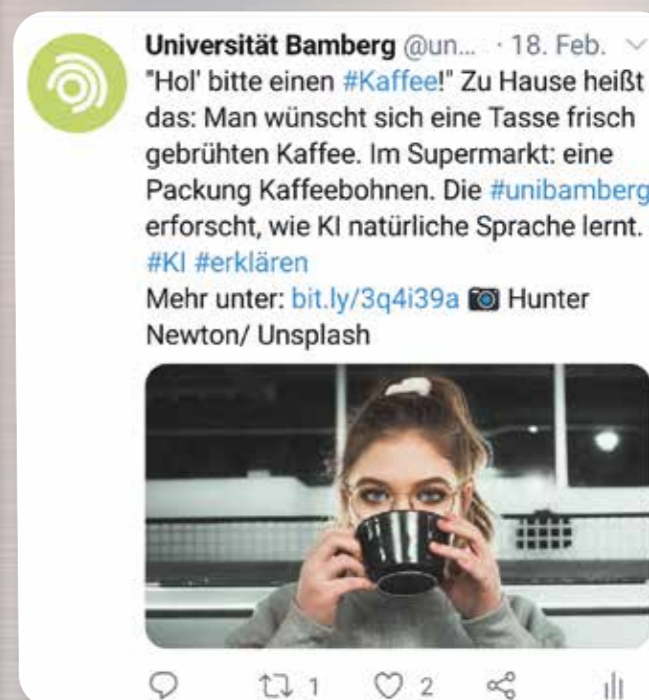 Universität Bamberg @un... · 18. Feb.
"Hol' bitte einen #Kaffee!" Zu Hause heißt
das: Man wünscht sich eine Tasse frisch
gebrühten Kaffee. Im Supermarkt: eine
Packung Kaffeebohnen. Die #unibamberg
erforscht, wie KI natürliche Sprache lernt.
#KI #erklären
Mehr unter: bit.ly/3q4i39a 📷 Hunter
Newton/ Unsplash
1 2